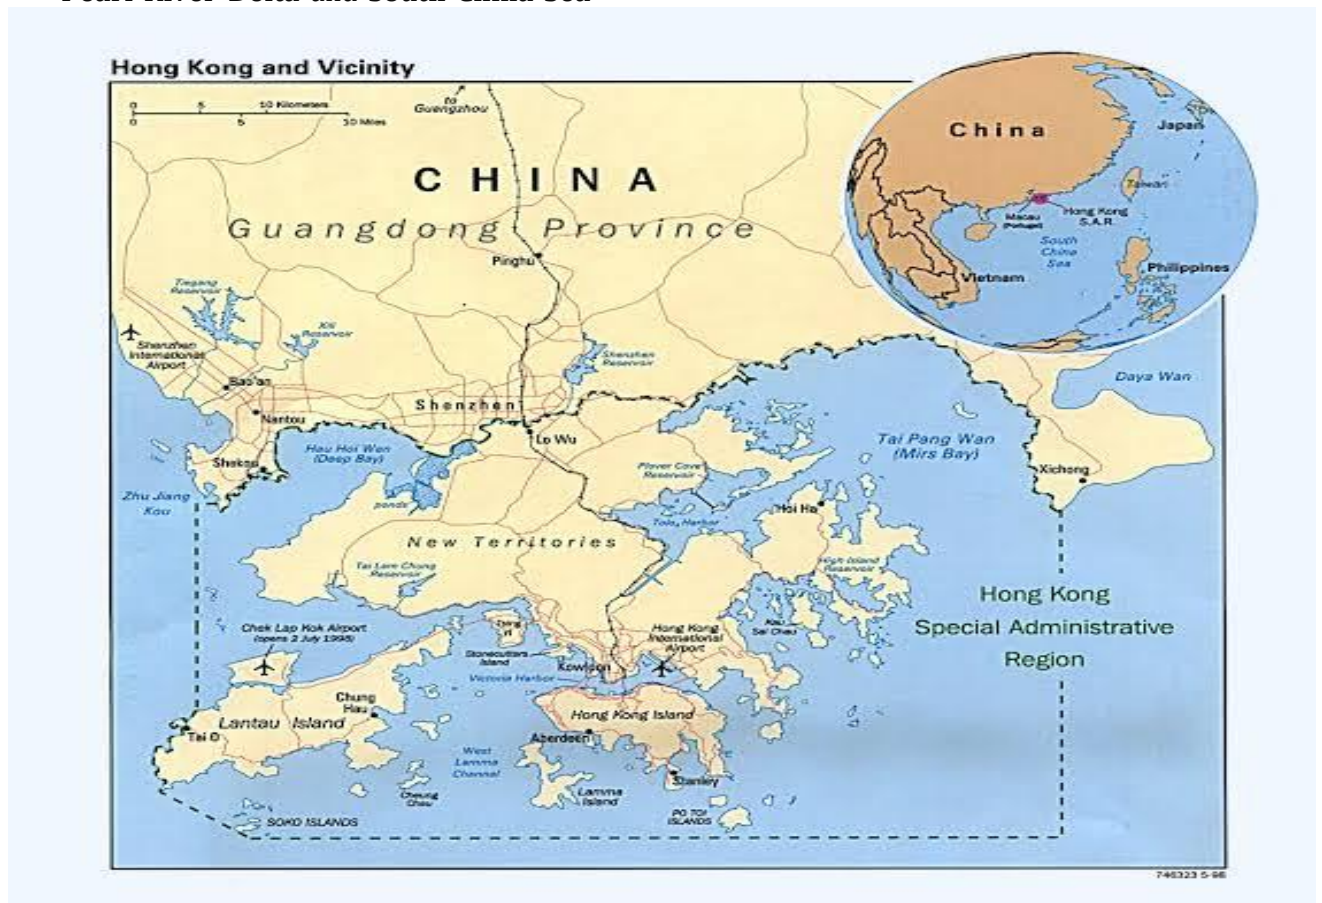 Pearl River Delta and South China Sea
Hong Kong and Vicinity
0 5 10 Kilometers
0 5 10 Miles
to
Guangzhou
CHINA
Guangdong Province
Pinghu
China
Japan
Taiwan
Macau
(Portugal)
Hong Kong
S.A.R.
South
China
Sea
Vietnam
Philippines
Tiegang
Reservoir
Xili
Reservoir
Shenzhen
International
Airport
Shenzhen
Reservoir
Bao'an
Nantou
Shenzhen
Daya Wan
Lo Wu
Hau Hoi Wan
(Deep Bay)
Shekou
Tai Pang Wan
(Mirs Bay)
Plover Cove
Reservoir
Xichong
Zhu Jiang
Kou
ponds
Hoi Ha
Tolo Harbor
New Territories
Tai Lam Chung
Reservoir
High Island
Reservoir
Hong Kong
Special Administrative
Region
Chek Lap Kok Airport
(opens 2 July 1998)
Tsing
Yi
Hong Kong
International
Airport
Kau
Sai Chau
Stonecutters
Island
Kowloon
Victoria Harbor
Chung
Hau
Lantau Island
Hong Kong Island
Tai O
Aberdeen
West
Lamma
Channel
Stanley
Cheung
Chau
Lamma
Island
PO TOI
ISLANDS
SOKO ISLANDS
746323 5-98